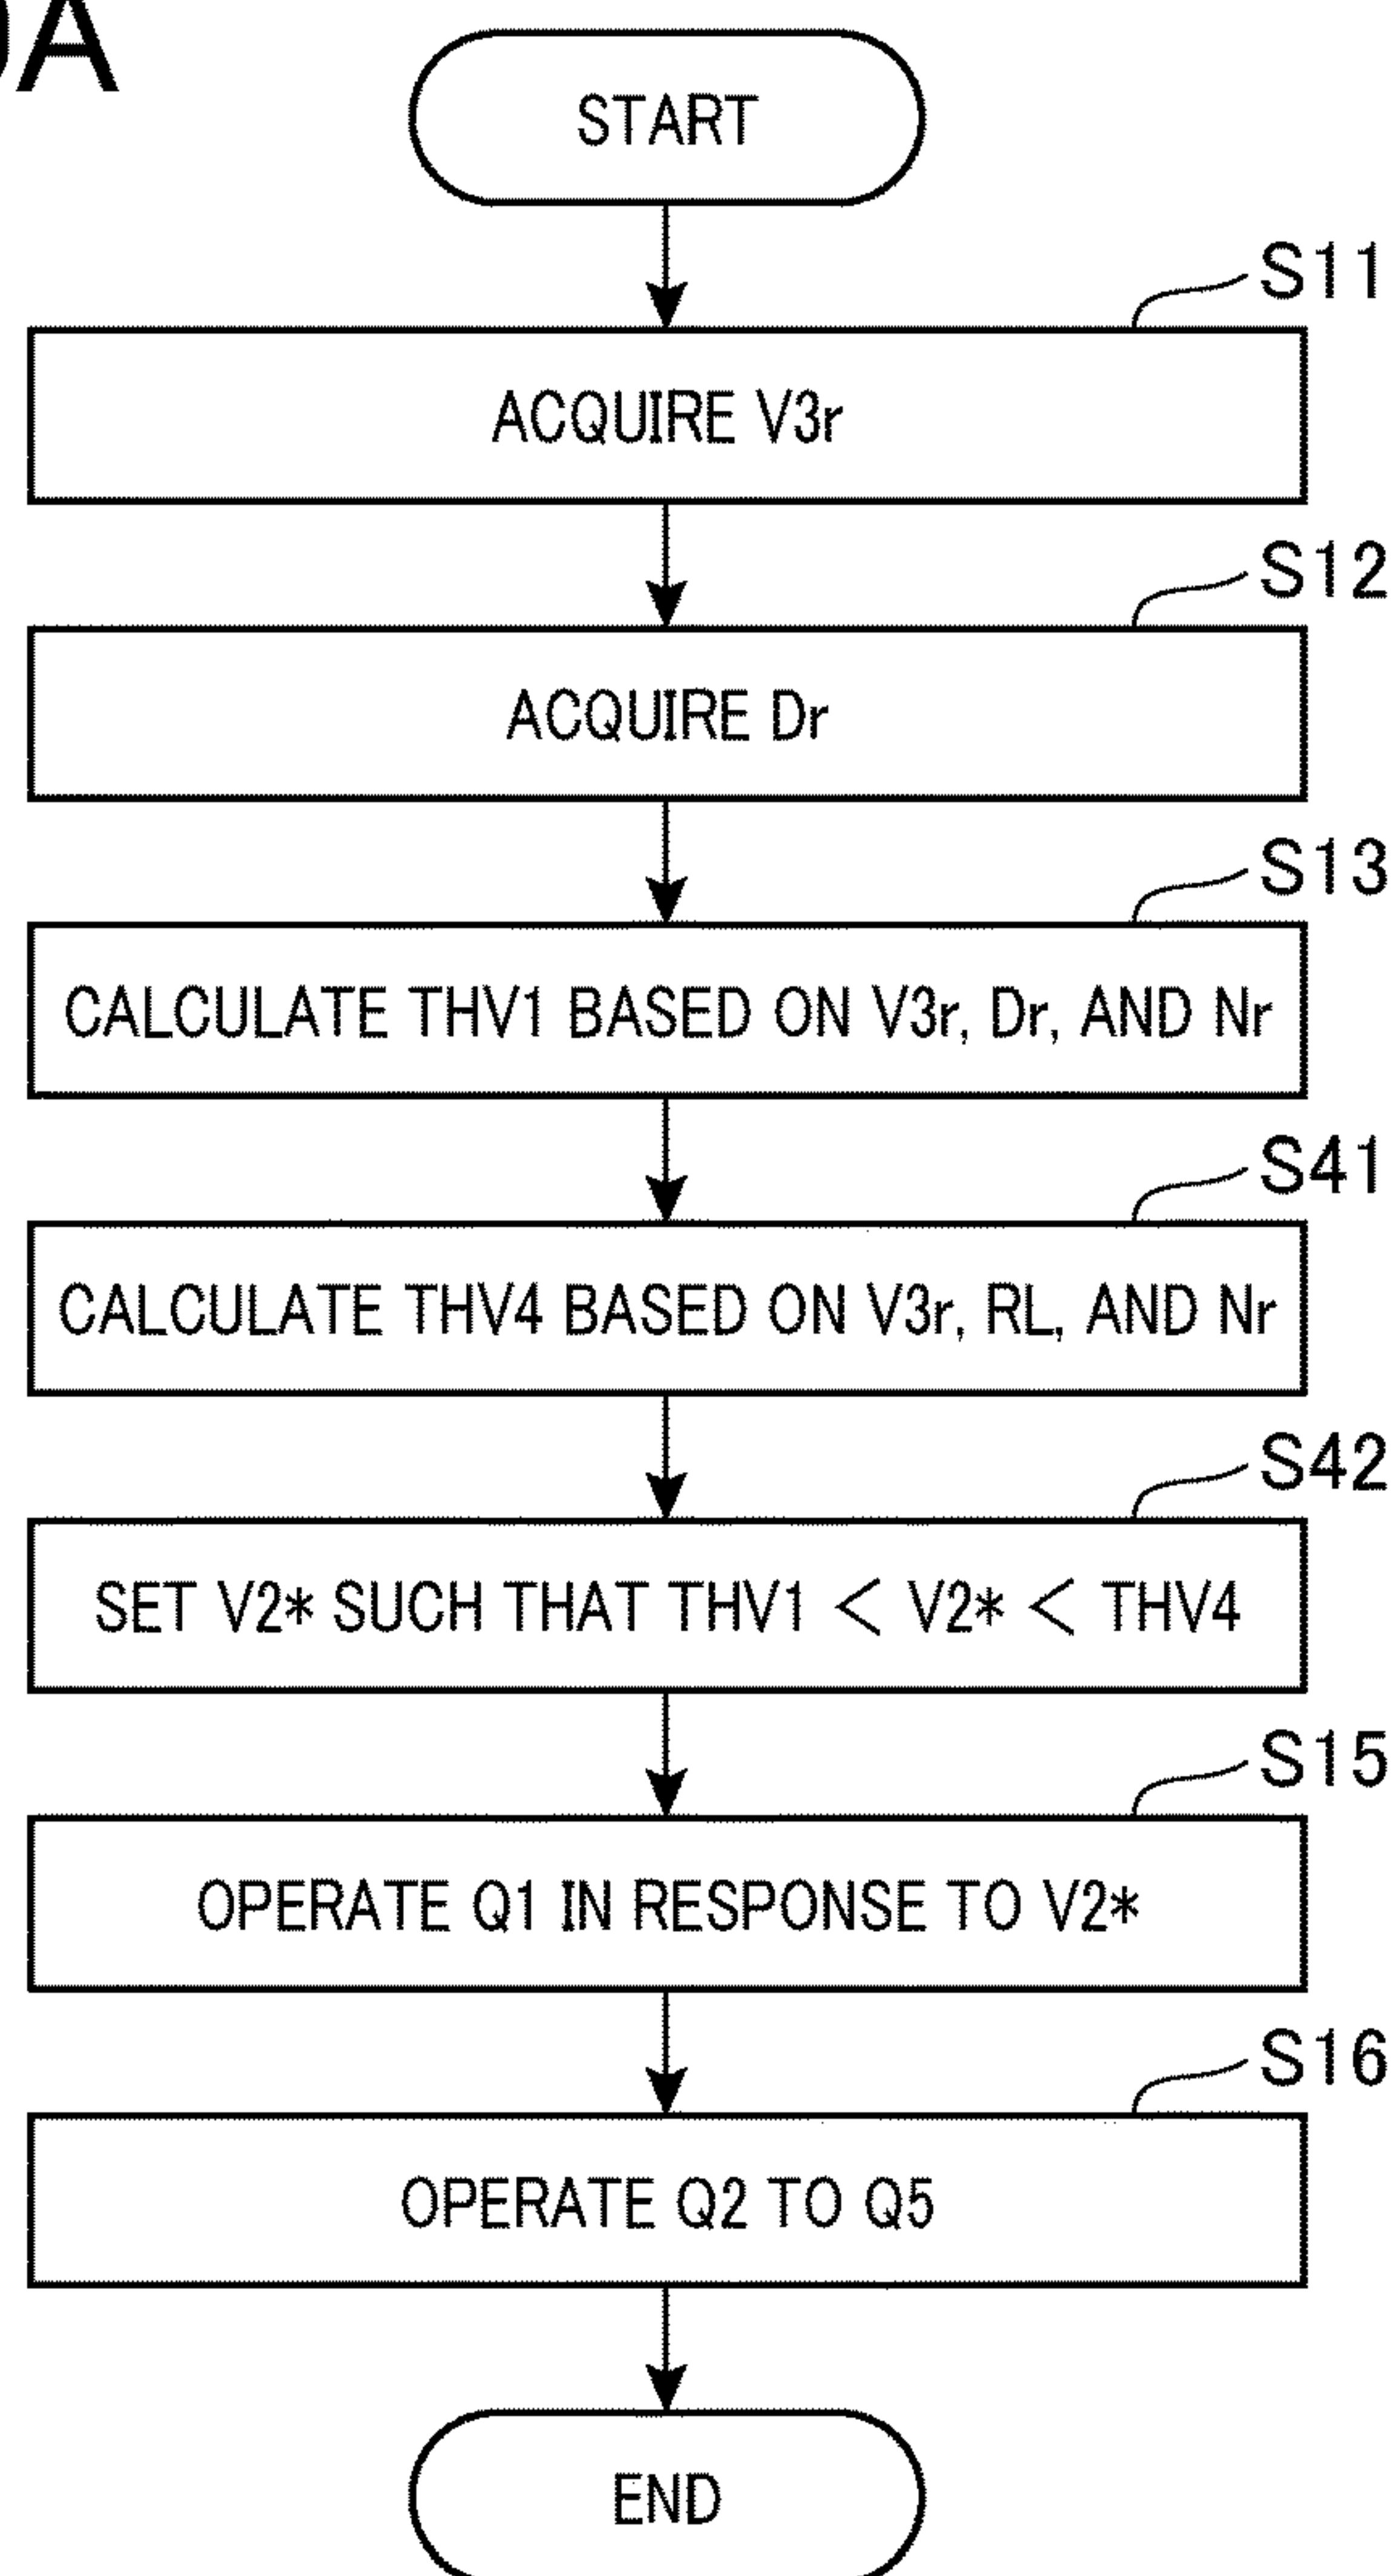 START
S11
ACQUIRE V3r
S12
ACQUIRE Dr
S13
CALCULATE THV1 BASED ON V3r, Dr, AND Nr
S41
CALCULATE THV4 BASED ON V3r, RL, AND Nr
S42
SET V2* SUCH THAT THV1 < V2* < THV4
S15
OPERATE Q1 IN RESPONSE TO V2*
S16
OPERATE Q2 TO Q5
END